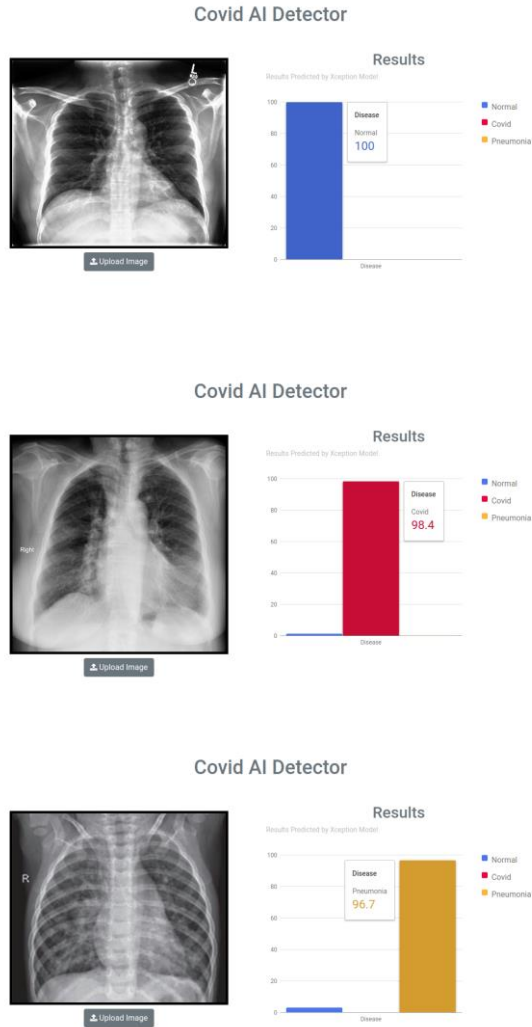 Covid AI Detector
Results
Results Predicted by Xception Model
100
80
60
40
20
0
Disease
Disease
Normal
100
Normal
Covid
Pneumonia
Upload Image
Covid AI Detector
Results
Results Predicted by Xception Model
Right
100
80
60
40
20
0
Disease
Disease
Covid
98.4
Normal
Covid
Pneumonia
Upload Image
Covid AI Detector
Results
Results Predicted by Xception Model
R
100
80
60
40
20
0
Disease
Disease
Pneumonia
96.7
Normal
Covid
Pneumonia
Upload Image